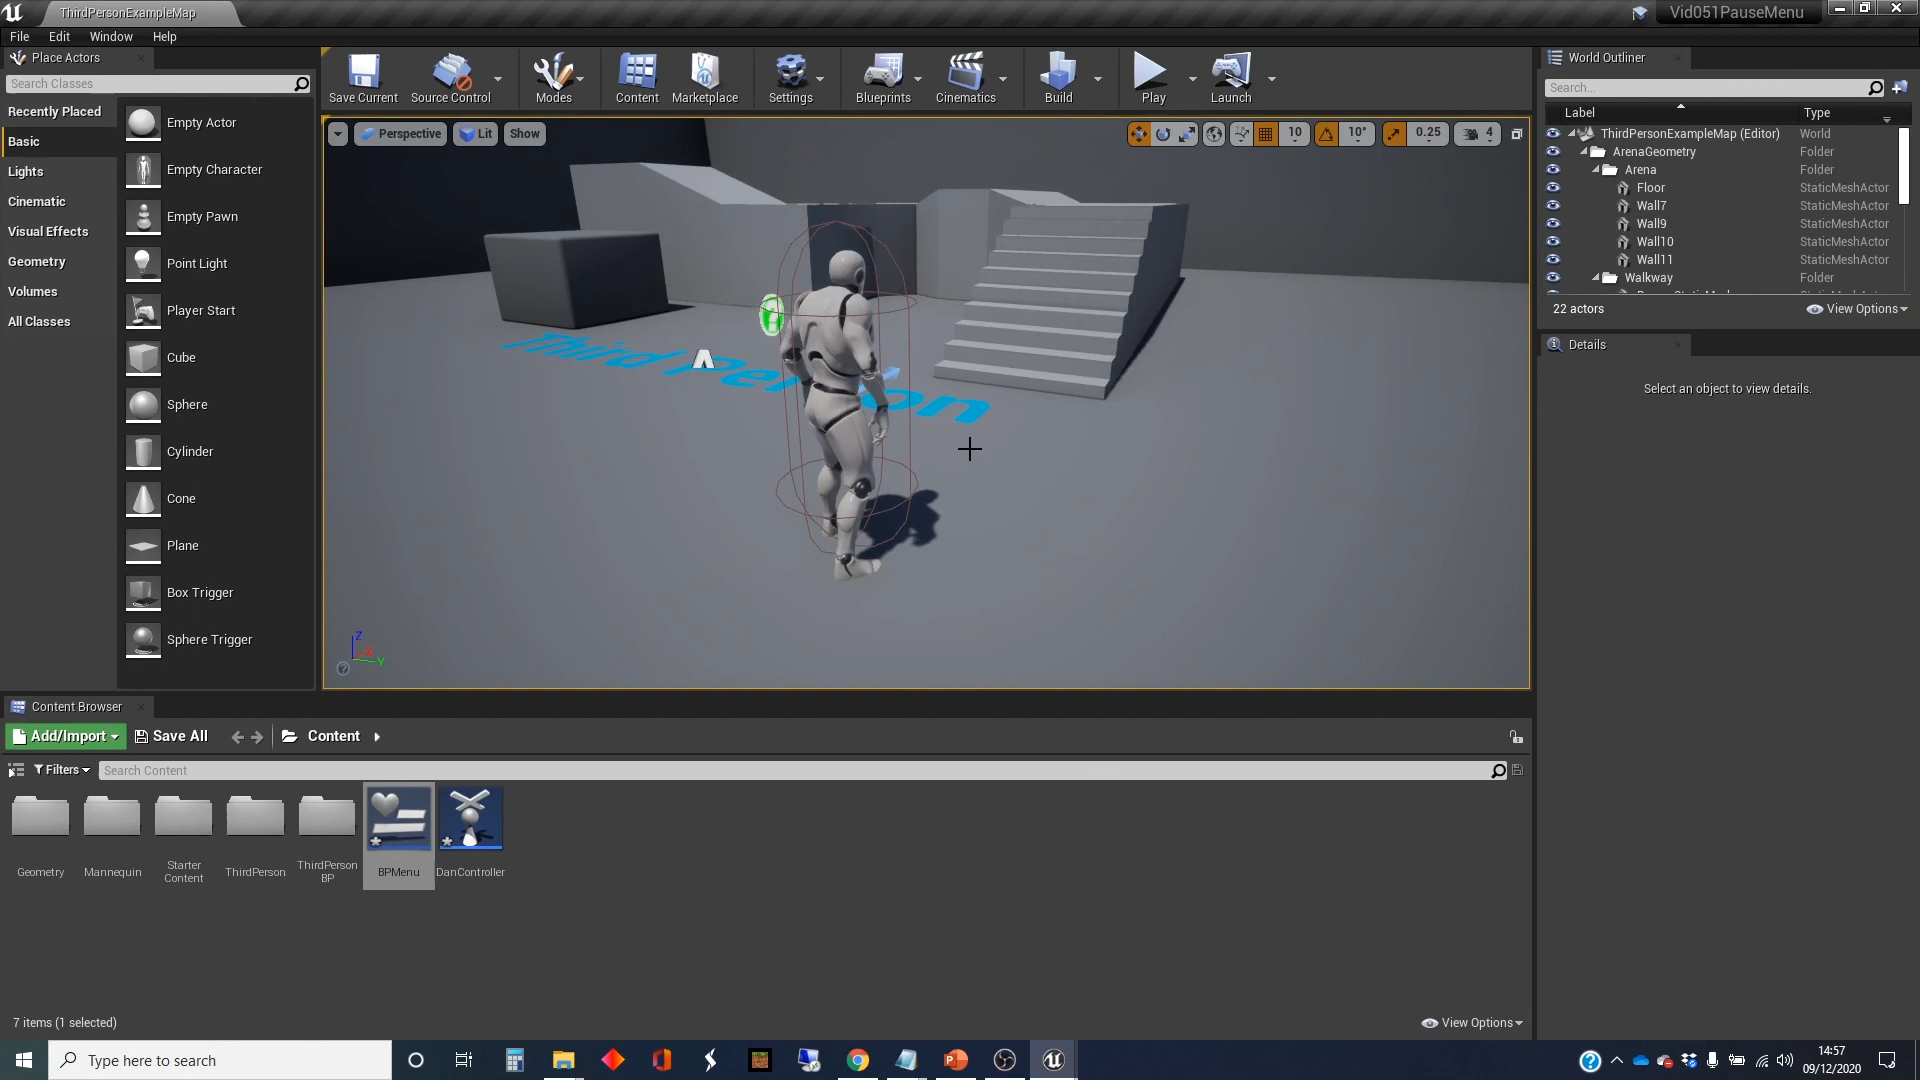 ThirdPersonExampleMap
Vid051PauseMenu
File Edit Window Help
Place Actors
Search Classes
Recently Placed
Basic
Lights
Cinematic
Visual Effects
Geometry
Volumes
All Classes
Empty Actor
Empty Character
Empty Pawn
Point Light
Player Start
Cube
Sphere
Cylinder
Cone
Plane
Box Trigger
Sphere Trigger
Save Current Source Control Modes Content Marketplace Settings Blueprints Cinematics Build Play Launch
Perspective Lit Show 10 10° 0.25 4
Third Person
Z X Y
World Outliner
Search...
Label Type
ThirdPersonExampleMap (Editor) World
ArenaGeometry Folder
Arena Folder
Floor StaticMeshActor
Wall7 StaticMeshActor
Wall9 StaticMeshActor
Wall10 StaticMeshActor
Wall11 StaticMeshActor
Walkway Folder
22 actors View Options
Details
Select an object to view details.
Content Browser
Add/Import Save All Content
Filters Search Content
Geometry
Mannequin
Starter
Content
ThirdPerson
ThirdPerson
BP
BPMenu
DanController
7 items (1 selected) View Options
Type here to search
14:57
09/12/2020